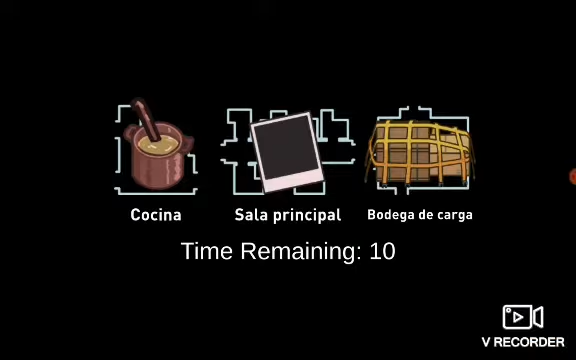 Cocina
Sala principal
Bodega de carga
Time Remaining: 10
V RECORDER